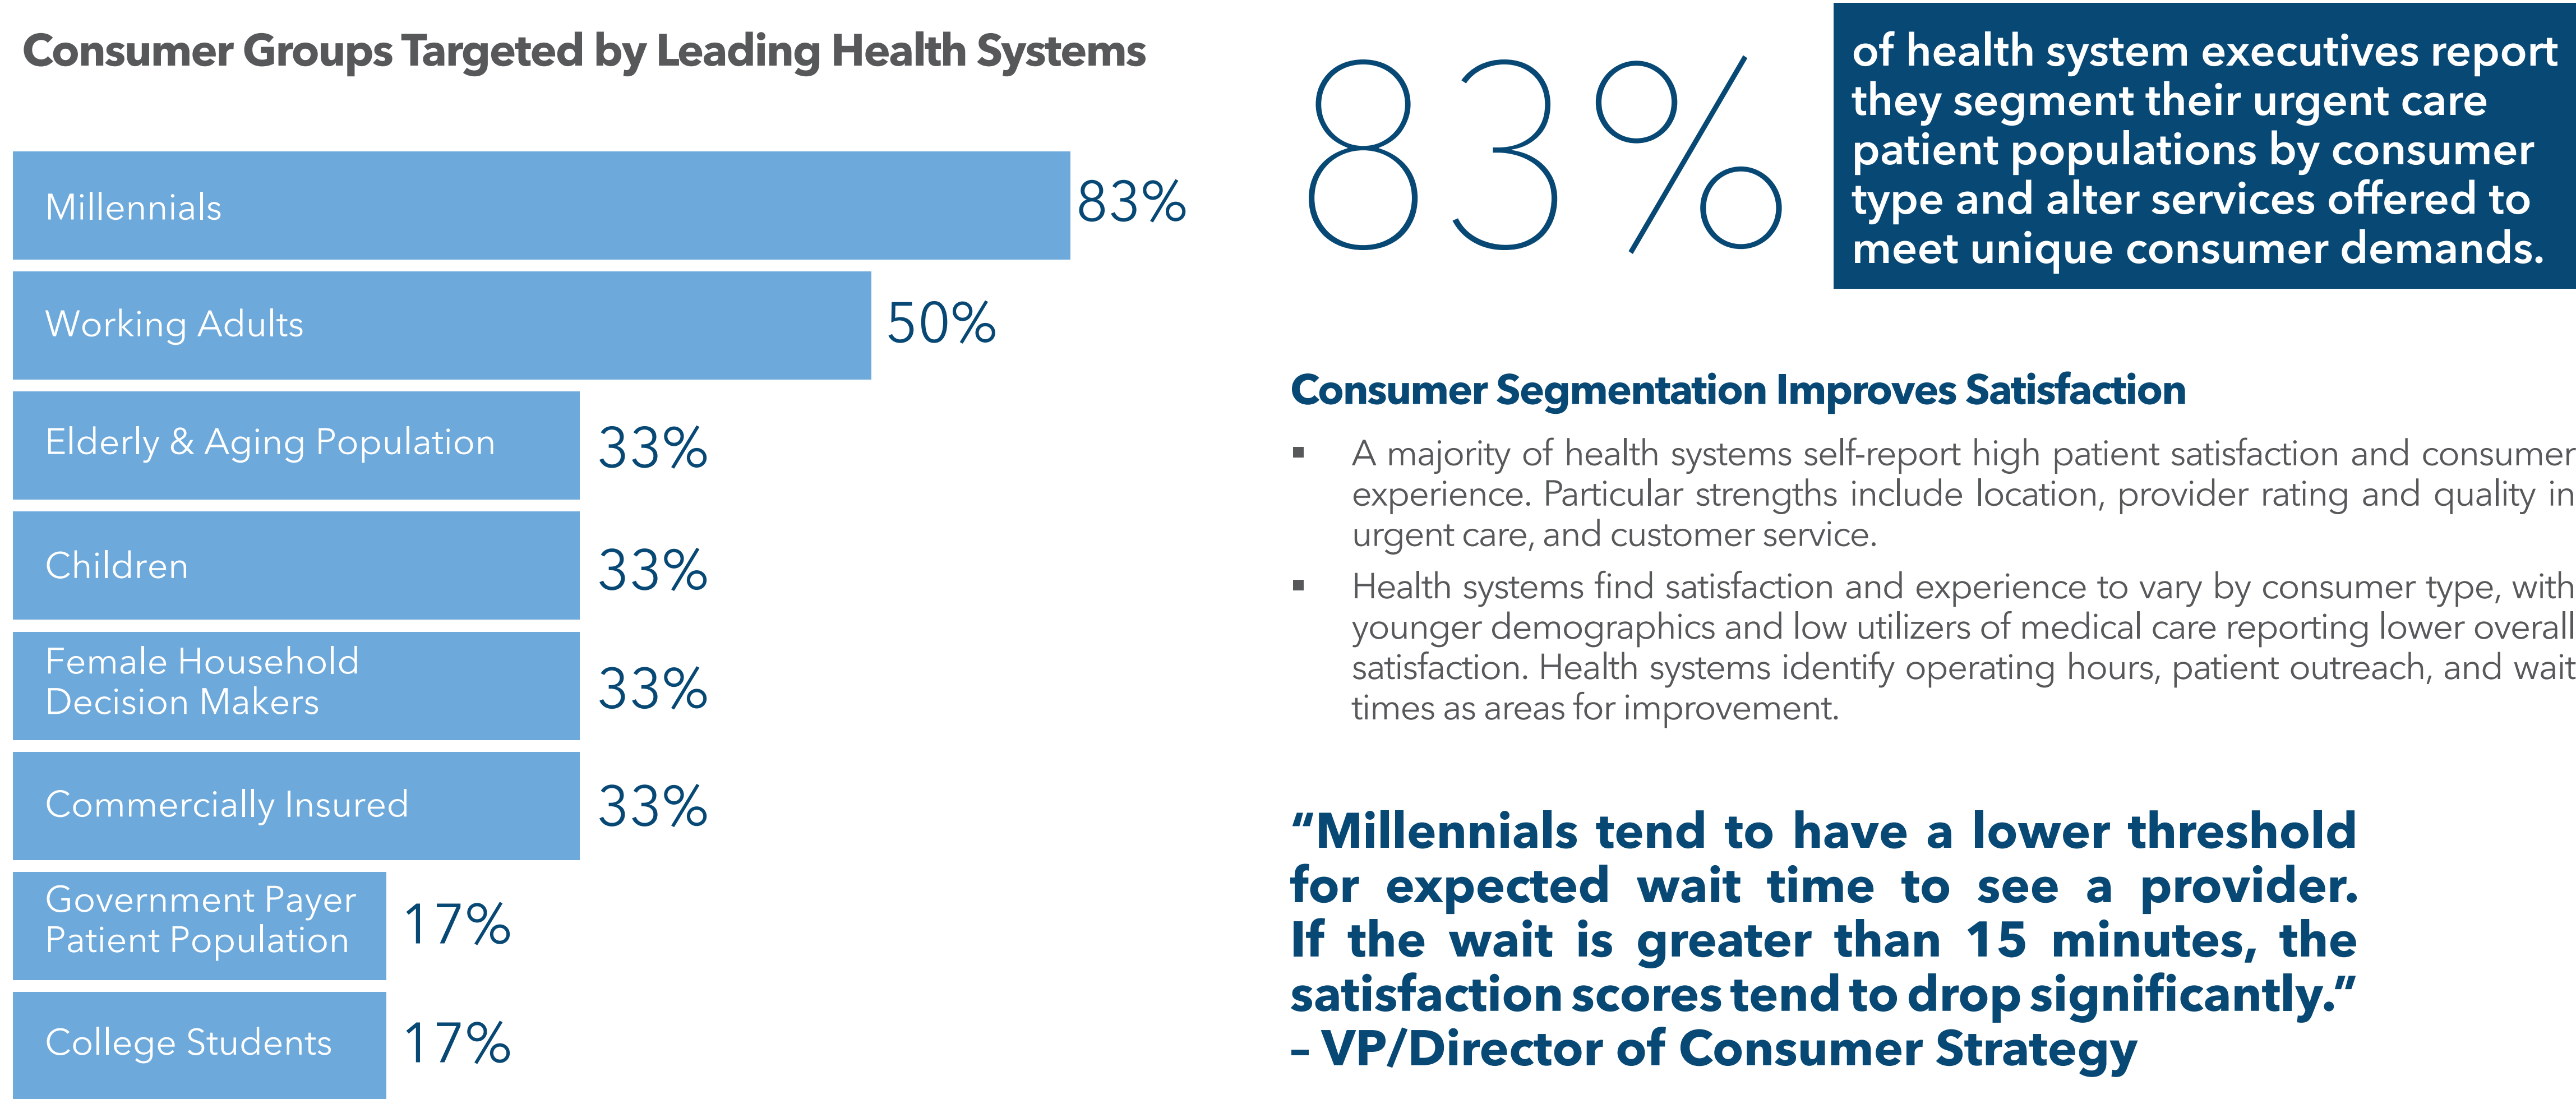 Consumer Groups Targeted by Leading Health Systems
Millennials
83%
Working Adults
50%
Elderly & Aging Population
33%
Children
33%
Female Household
Decision Makers
33%
Commercially Insured
33%
Government Payer
Patient Population
17%
College Students
17%
83%
of health system executives report
they segment their urgent care
patient populations by consumer
type and alter services offered to
meet unique consumer demands.
Consumer Segmentation Improves Satisfaction
▪ A majority of health systems self-report high patient satisfaction and consumer
experience. Particular strengths include location, provider rating and quality in
urgent care, and customer service.
▪ Health systems find satisfaction and experience to vary by consumer type, with
younger demographics and low utilizers of medical care reporting lower overall
satisfaction. Health systems identify operating hours, patient outreach, and wait
times as areas for improvement.
“Millennials tend to have a lower threshold
for expected wait time to see a provider.
If the wait is greater than 15 minutes, the
satisfaction scores tend to drop significantly.”
– VP/Director of Consumer Strategy